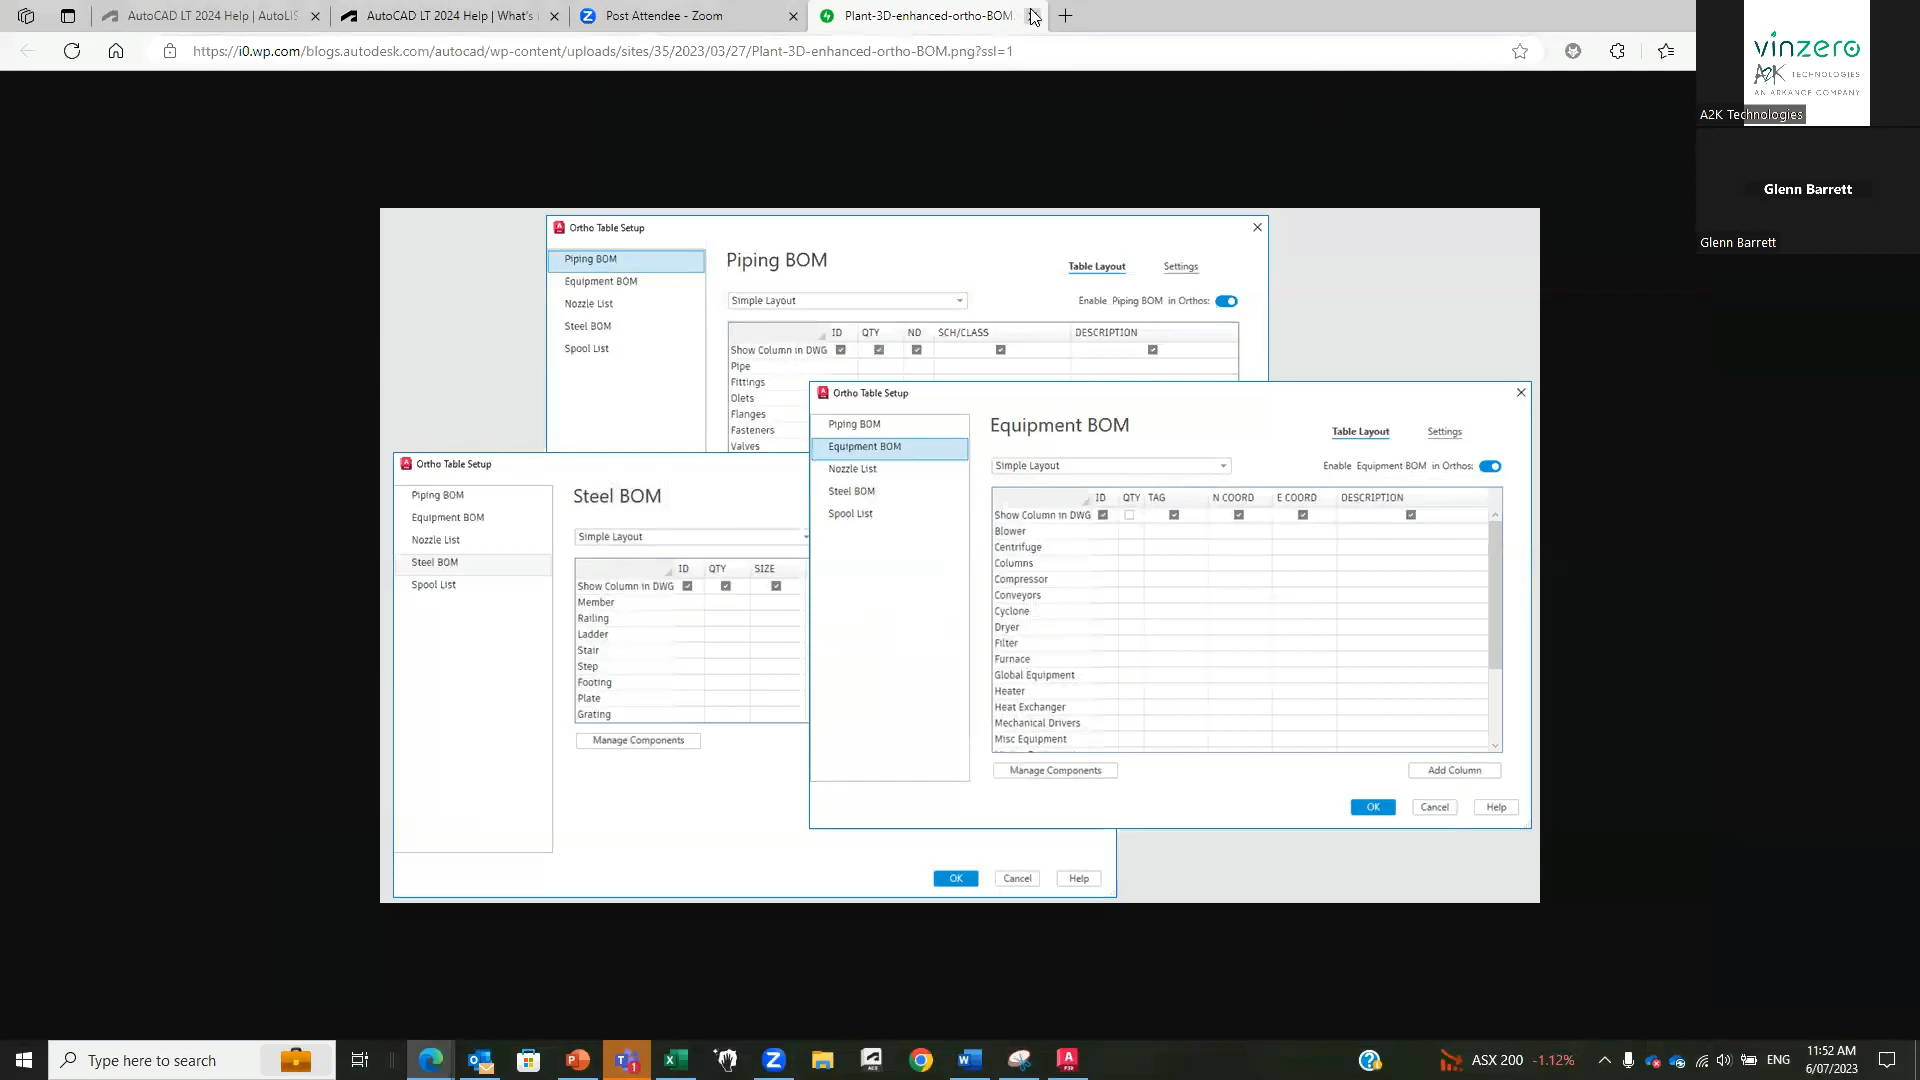 AutoCAD LT 2024 Help | AutoLIS
AutoCAD LT 2024 Help | What's
Post Attendee - Zoom
Plant-3D-enhanced-ortho-BOM.
https://i0.wp.com/blogs.autodesk.com/autocad/wp-content/uploads/sites/35/2023/03/27/Plant-3D-enhanced-ortho-BOM.png?ssl=1
vinzero
A2K TECHNOLOGIES
AN ARKANCE COMPANY
A2K Technologies
Glenn Barrett
Glenn Barrett
Ortho Table Setup
Piping BOM
Equipment BOM
Nozzle List
Steel BOM
Spool List
Piping BOM
Table Layout
Settings
Simple Layout
Enable Piping BOM in Orthos:
ID QTY ND SCH/CLASS DESCRIPTION
Show Column in DWG
Pipe
Fittings
Olets
Flanges
Fasteners
Valves
Ortho Table Setup
Piping BOM
Equipment BOM
Nozzle List
Steel BOM
Spool List
Equipment BOM
Table Layout
Settings
Simple Layout
Enable Equipment BOM in Orthos:
ID QTY TAG N COORD E COORD DESCRIPTION
Show Column in DWG
Blower
Centrifuge
Columns
Compressor
Conveyors
Cyclone
Dryer
Filter
Furnace
Global Equipment
Heater
Heat Exchanger
Mechanical Drivers
Misc Equipment
Manage Components
Add Column
OK
Cancel
Help
Ortho Table Setup
Piping BOM
Equipment BOM
Nozzle List
Steel BOM
Spool List
Steel BOM
Simple Layout
ID QTY SIZE
Show Column in DWG
Member
Railing
Ladder
Stair
Step
Footing
Plate
Grating
Manage Components
OK
Cancel
Help
Type here to search
ASX 200 -1.12%
ENG
11:52 AM
6/07/2023